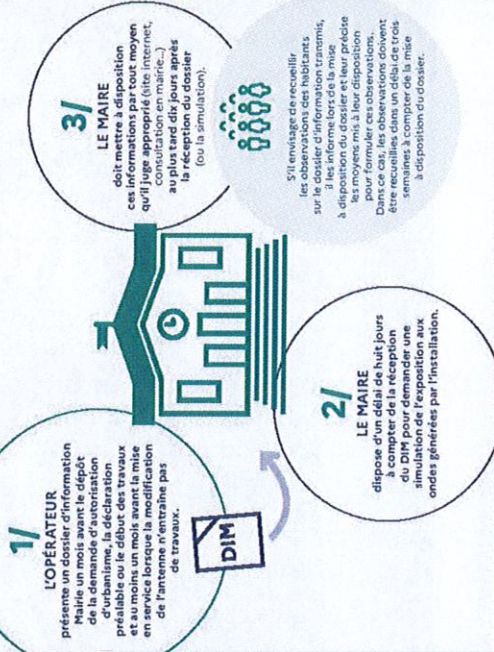 1/
L'OPÉRATEUR
présente un dossier d'information
Mairie un mois avant le dépôt
de la demande d'autorisation
d'urbanisme, la déclaration
préalable ou le début des travaux
et au moins un mois avant la mise
en service lorsque la modification
de l'antenne n'entraîne pas
de travaux.
DIM
2/
LE MAIRE
dispose d'un délai de huit jours
à compter de la réception
du DIM pour demander une
simulation de l'exposition aux
ondes générées par l'installation.
3/
LE MAIRE
doit mettre à disposition
ces informations par tout moyen
qu'il juge approprié (site internet,
consultation en mairie...)
au plus tard dix jours après
la réception du dossier
(ou la simulation).
S'il envisage de recueillir
les observations des habitants
sur le dossier d'information transmis,
il les informe lors de la mise
à disposition du dossier et leur précise
les moyens mis à leur disposition
pour formuler ces observations.
Dans ce cas, les observations doivent
être recueillies dans un délai de trois
semaines à compter de la mise
à disposition du dossier.